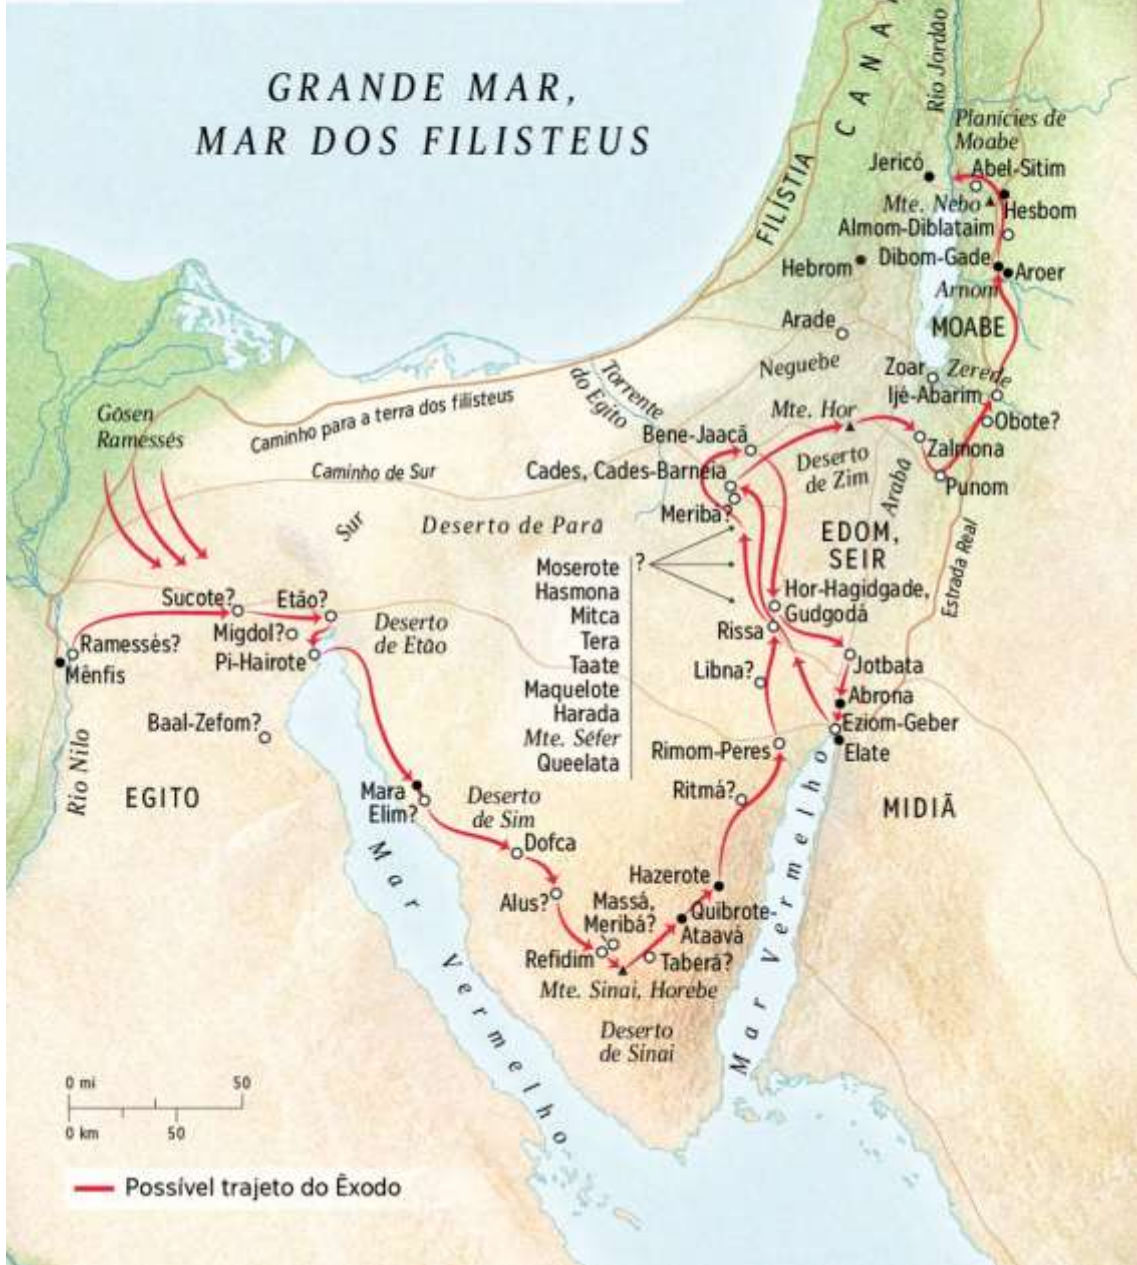 GRANDE MAR,
MAR DOS FILISTEUS
CANA
Rio Jordão
Planícies de
Moabe
Jericó
Abel-Sitim
Mte. Nebo
Hesbom
Almom-Diblataim
FILÍSTIA
Hebrom
Dibom-Gade
Aroer
Arnom
Arade
MOABE
Neguebe
Zoar
Zerede
Ijé-Abarim
Torrente
do Egito
Gósen
Ramessés
Caminho para a terra dos filisteus
Mte. Hor
Obote?
Bene-Jaacã
Zalmona
Caminho de Sur
Cades, Cades-Barneia
Deserto
de Zim
Arabá
Punom
Meribá?
Sur
Deserto de Parã
EDOM,
SEIR
Estrada Real
Moserote
?
Hasmona
Mitca
Tera
Taate
Maquelote
Harada
Mte. Séfer
Queelata
Hor-Hagidgade,
Gudgodá
Sucote?
Etão?
Migdol?
Deserto
de Etão
Rissa
Ramessés?
Pi-Hairote
Mênfis
Libna?
Jotbata
Abrona
Baal-Zefom?
Eziom-Geber
Rimom-Peres
Elate
Rio Nilo
EGITO
Mara
Elim?
Deserto
de Sim
Ritmá?
MIDIÃ
Dofca
Mar Vermelho
Hazerote
Alus?
Massá,
Meribá?
Quibrote-
Ataavá
Refidim
Taberá?
Mte. Sinai, Horebe
Mar Vermelho
Deserto
de Sinai
0 mi 50
0 km 50
Possível trajeto do Êxodo